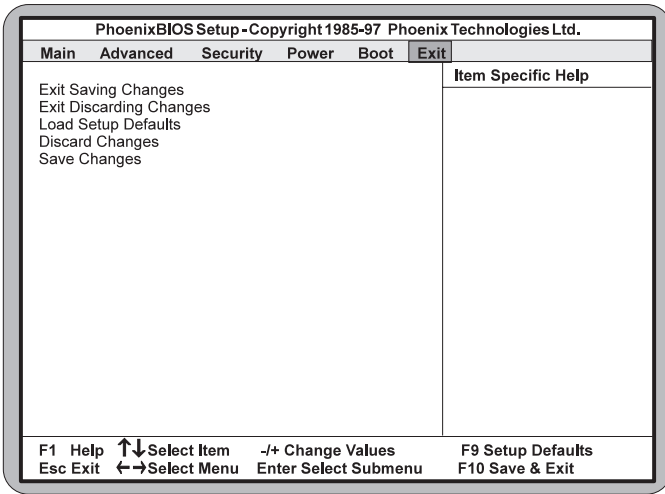 PhoenixBIOS Setup - Copyright 1985-97 Phoenix Technologies Ltd.
Main Advanced Security Power Boot Exit
Item Specific Help
Exit Saving Changes
Exit Discarding Changes
Load Setup Defaults
Discard Changes
Save Changes
F1 Help ↑↓ Select Item -/+ Change Values F9 Setup Defaults
Esc Exit ←→ Select Menu Enter Select Submenu F10 Save & Exit